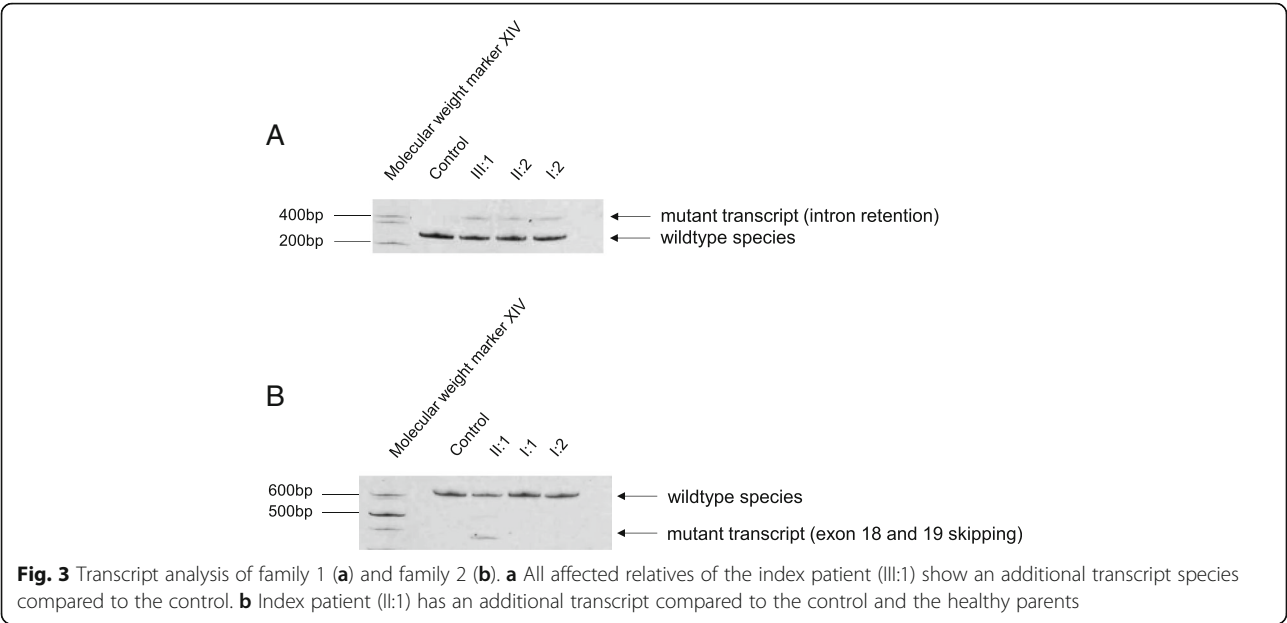 A
Molecular weight marker XIV
Control
III:1
II:2
I:2
400bp
mutant transcript (intron retention)
200bp
wildtype species
B
Molecular weight marker XIV
Control
II:1
I:1
I:2
600bp
wildtype species
500bp
mutant transcript (exon 18 and 19 skipping)
Fig. 3 Transcript analysis of family 1 (a) and family 2 (b). a All affected relatives of the index patient (III:1) show an additional transcript species
compared to the control. b Index patient (II:1) has an additional transcript compared to the control and the healthy parents